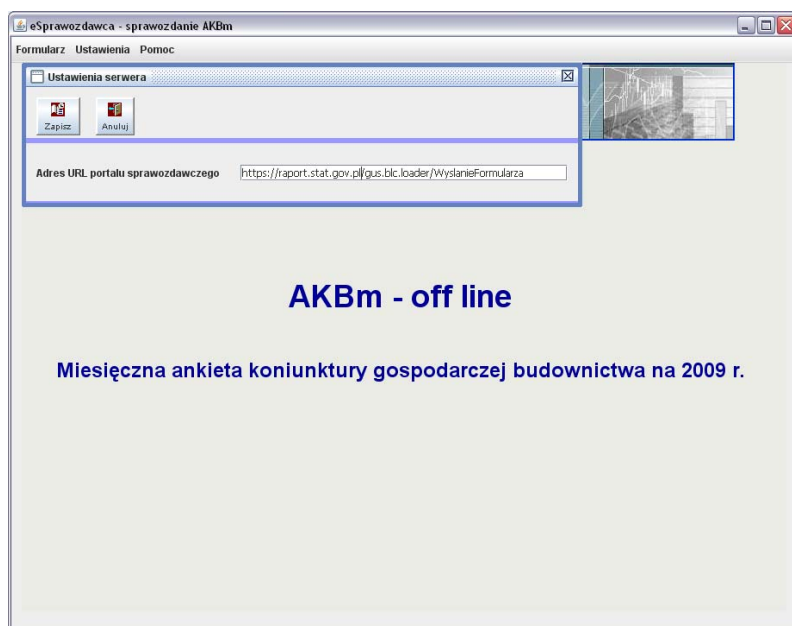 eSprawozdawca - sprawozdanie AKBm
Formularz Ustawienia Pomoc
Ustawienia serwera
Zapisz Anuluj
Adres URL portalu sprawozdawczego https://raport.stat.gov.pl/gus.blc.loader/WyslanieFormularza
AKBm - off line
Miesięczna ankieta koniunktury gospodarczej budownictwa na 2009 r.